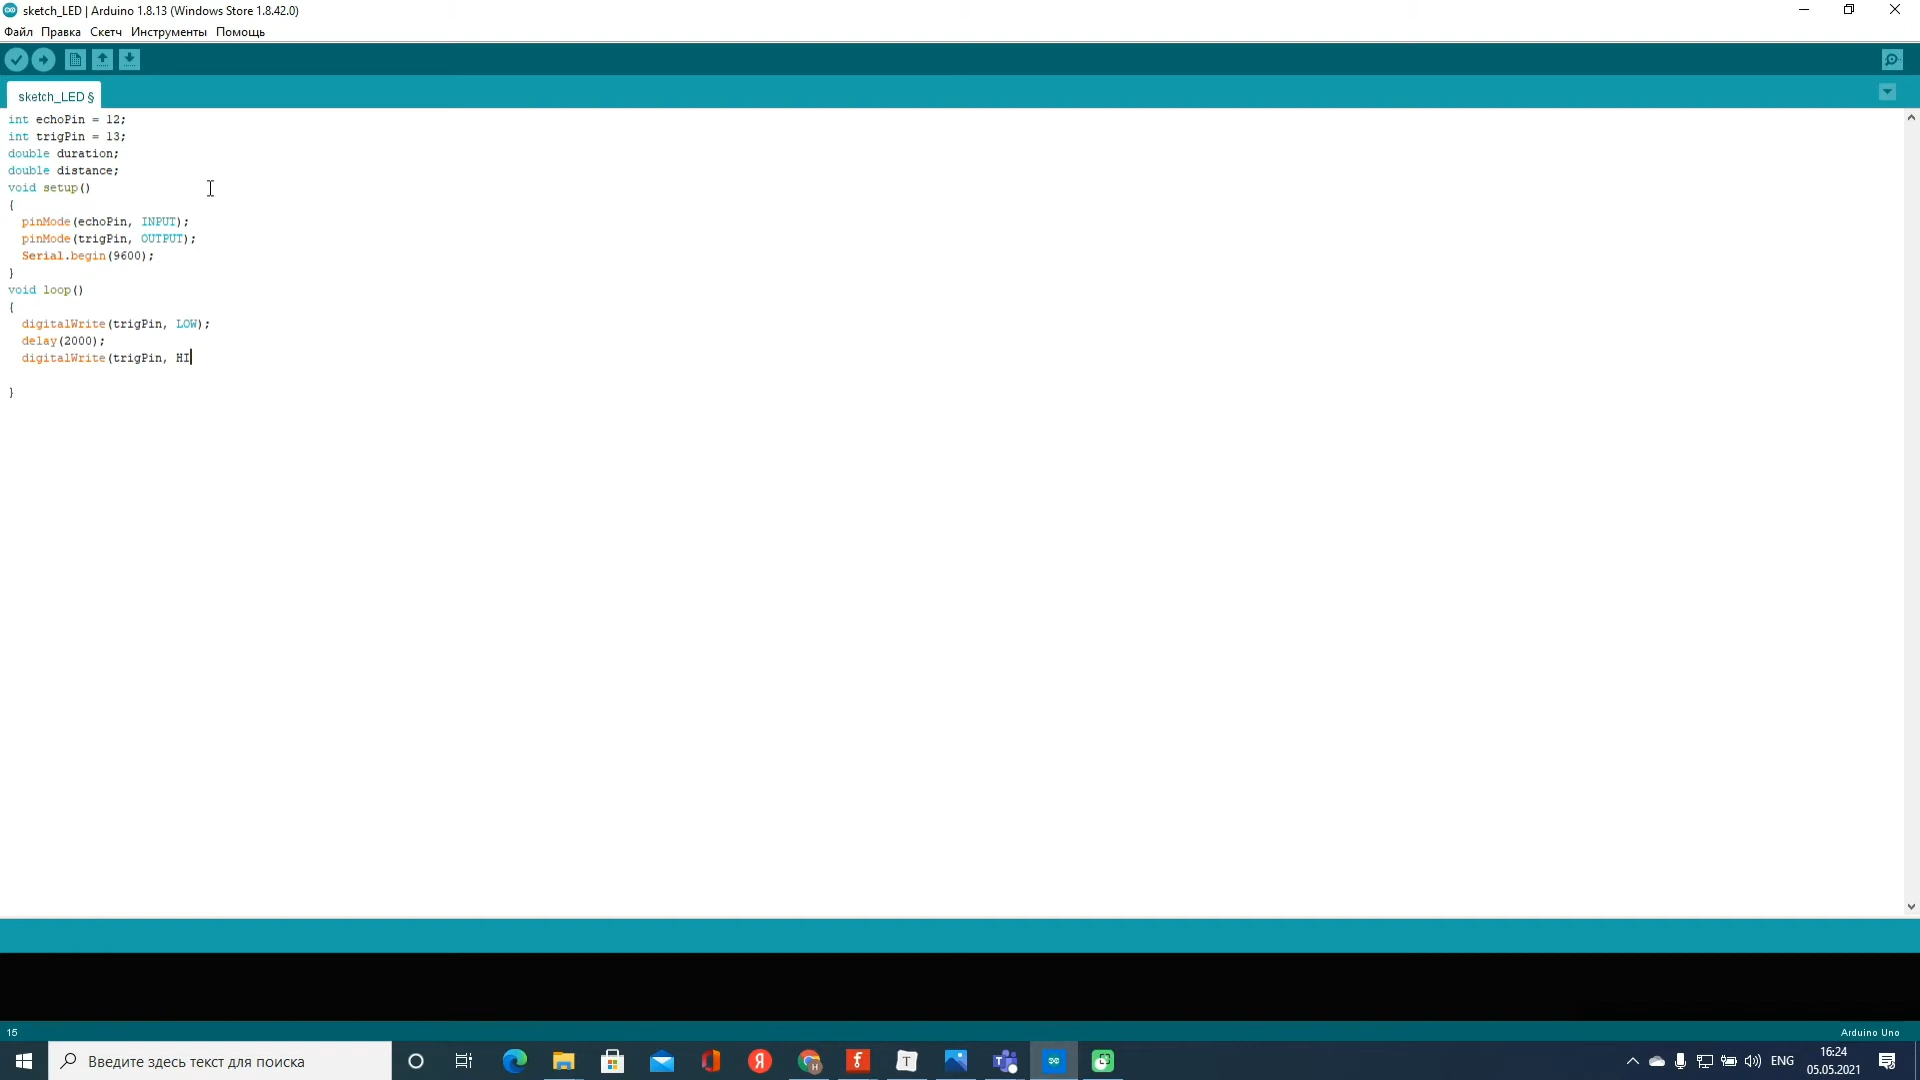 sketch_LED | Arduino 1.8.13 (Windows Store 1.8.42.0)
Файл Правка Скетч Инструменты Помощь
sketch_LED §
int echoPin = 12;
int trigPin = 13;
double duration;
double distance;
void setup()
{
  pinMode(echoPin, INPUT);
  pinMode(trigPin, OUTPUT);
  Serial.begin(9600);
}
void loop()
{
  digitalWrite(trigPin, LOW);
  delay(2000);
  digitalWrite(trigPin, HI
}
15
Arduino Uno
Введите здесь текст для поиска
ENG
16:24
05.05.2021